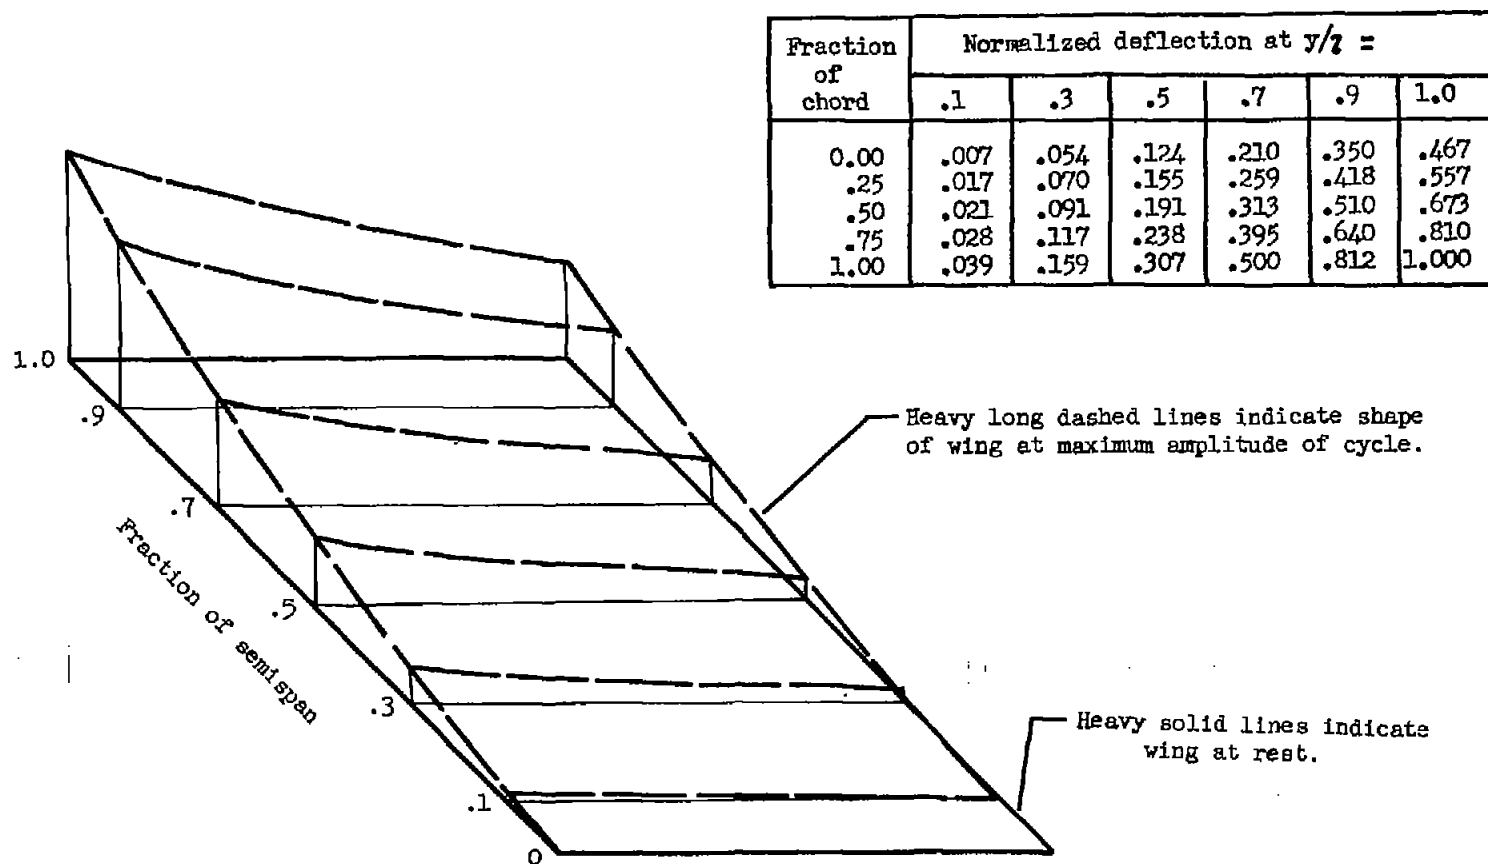 Fraction of chord
Normalized deflection at y/l =
.1 .3 .5 .7 .9 1.0
0.00 .007 .054 .124 .210 .350 .467
.25 .017 .070 .155 .259 .418 .557
.50 .021 .091 .191 .313 .510 .673
.75 .028 .117 .238 .395 .640 .810
1.00 .039 .159 .307 .500 .812 1.000
1.0
.9
.7
.5
.3
.1
0
Fraction of semispan
Heavy long dashed lines indicate shape
of wing at maximum amplitude of cycle.
Heavy solid lines indicate
wing at rest.